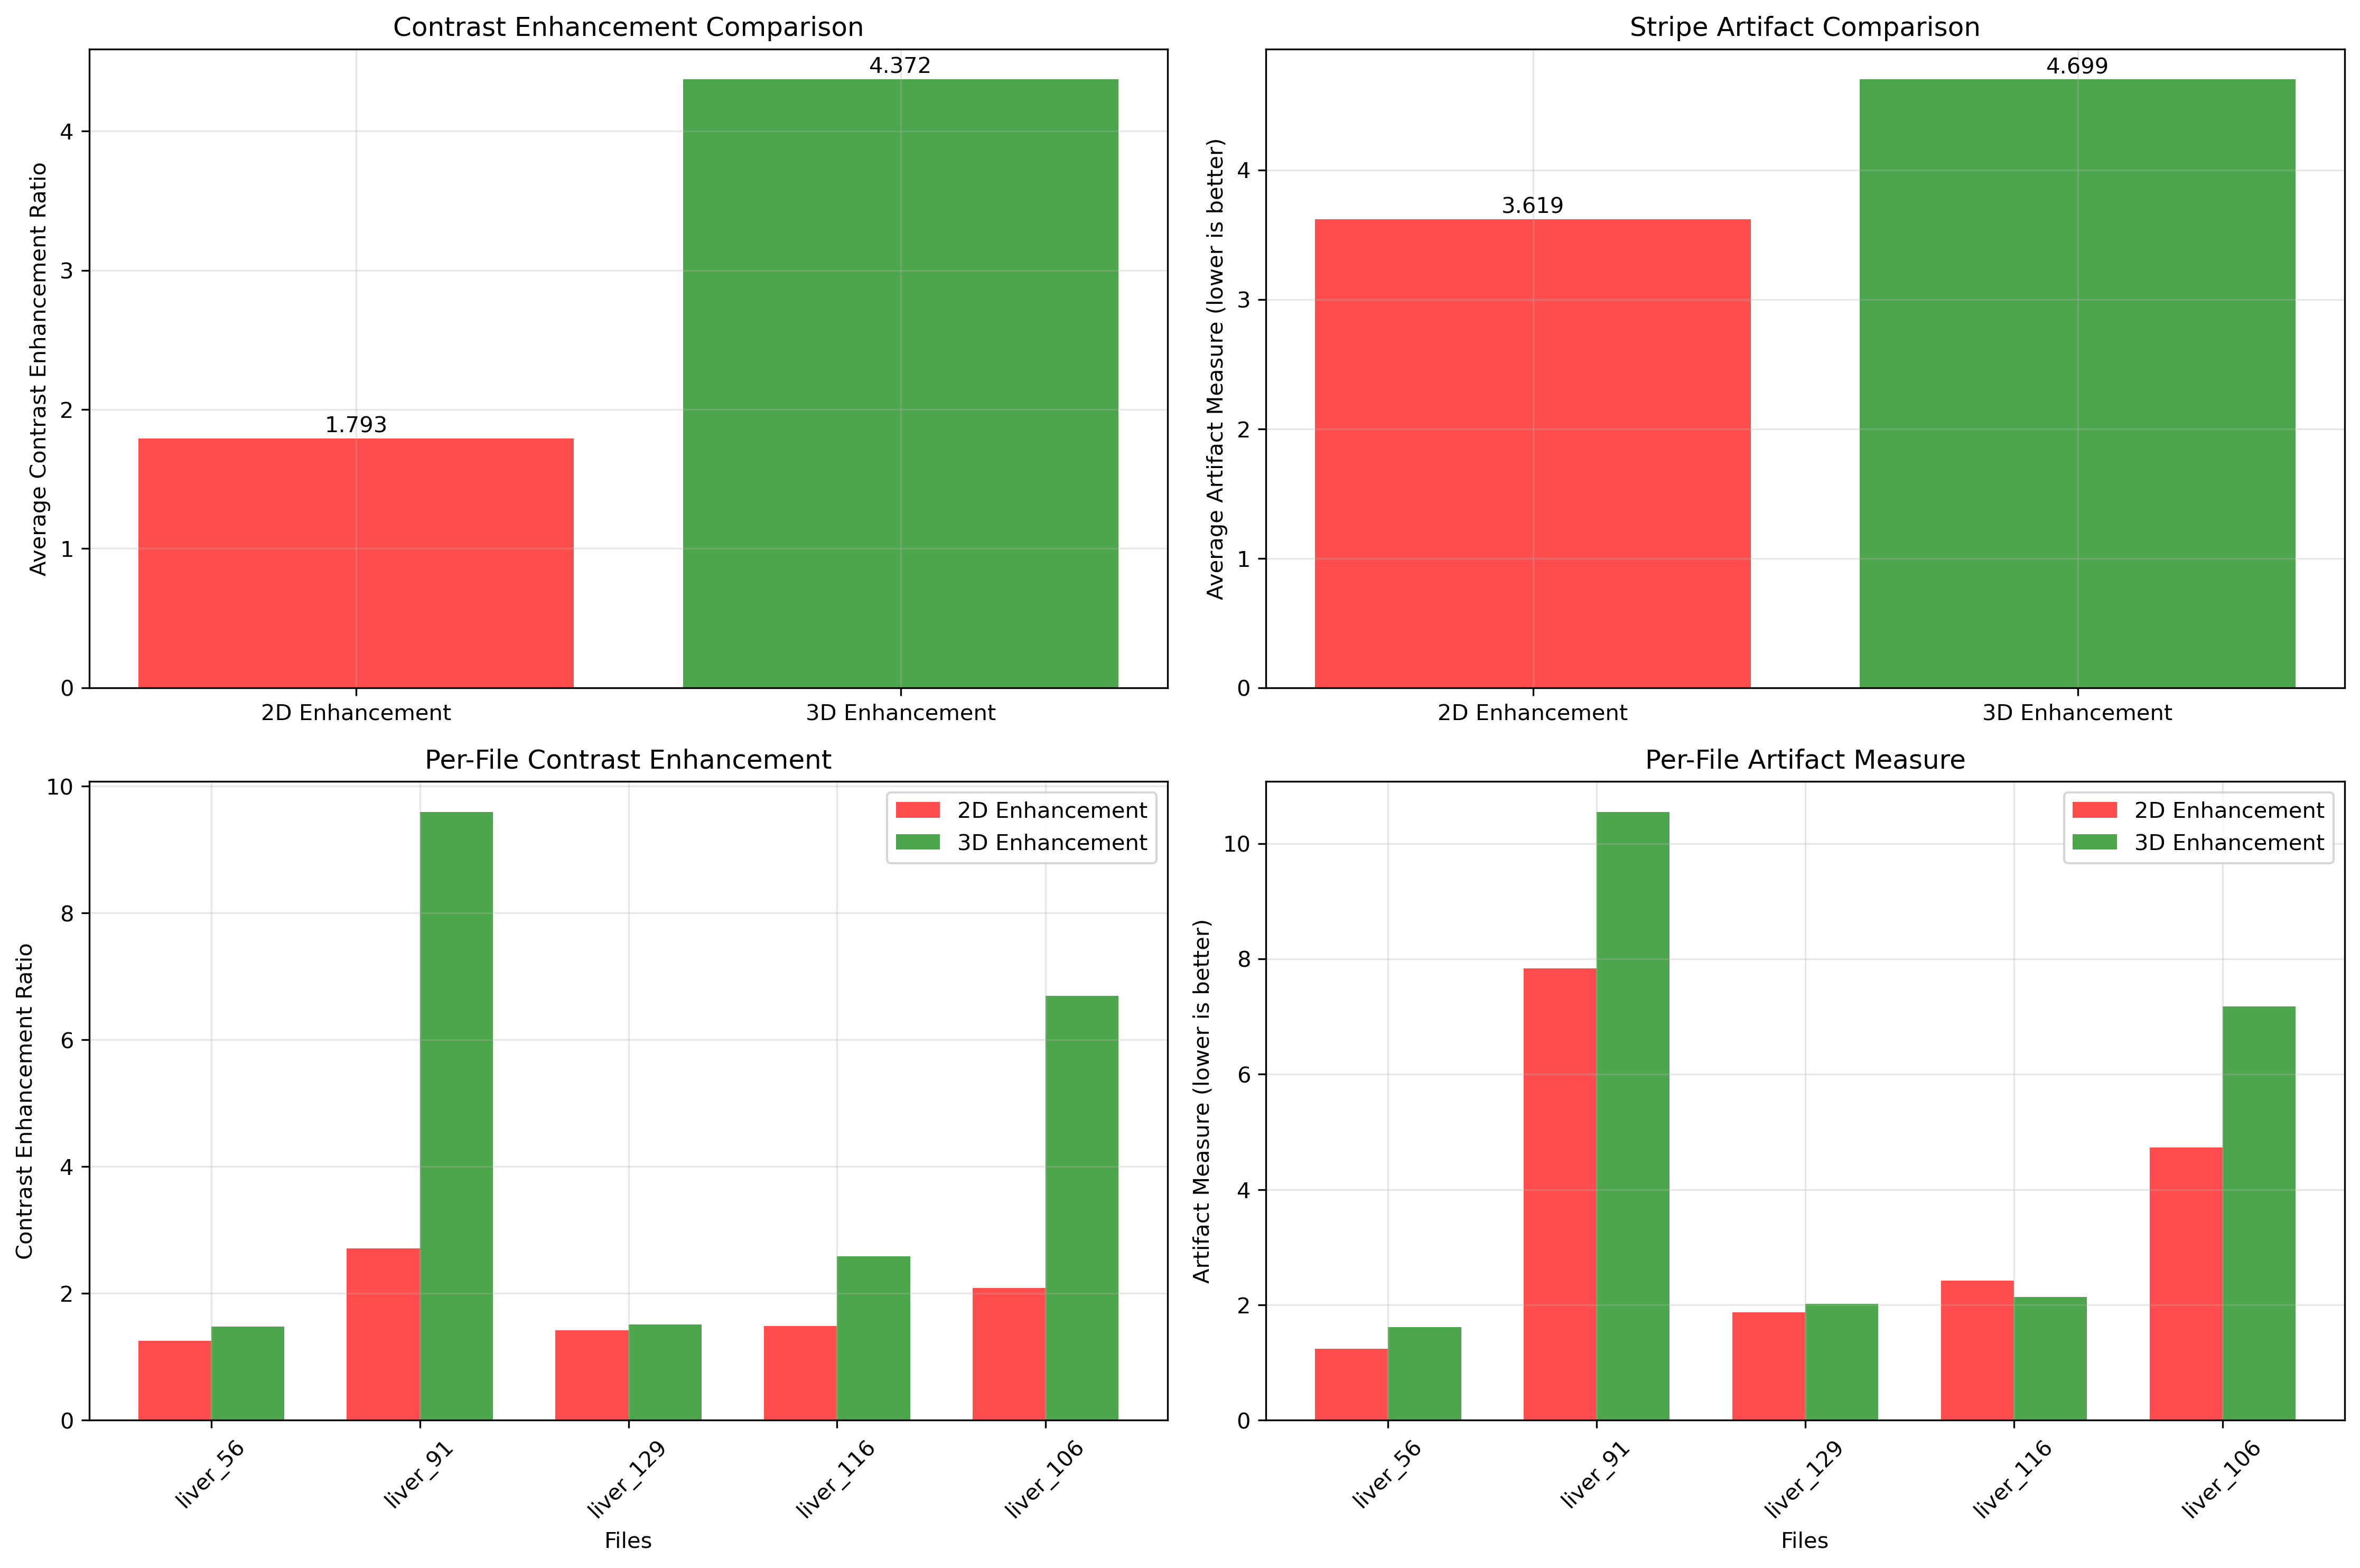 Contrast Enhancement Comparison
Average Contrast Enhancement Ratio
4
3
2
1
0
1.793
4.372
2D Enhancement
3D Enhancement
Stripe Artifact Comparison
Average Artifact Measure (lower is better)
4
3
2
1
0
3.619
4.699
2D Enhancement
3D Enhancement
Per-File Contrast Enhancement
Contrast Enhancement Ratio
10
8
6
4
2
0
2D Enhancement
3D Enhancement
liver_56
liver_91
liver_129
liver_116
liver_106
Files
Per-File Artifact Measure
Artifact Measure (lower is better)
10
8
6
4
2
0
2D Enhancement
3D Enhancement
liver_56
liver_91
liver_129
liver_116
liver_106
Files